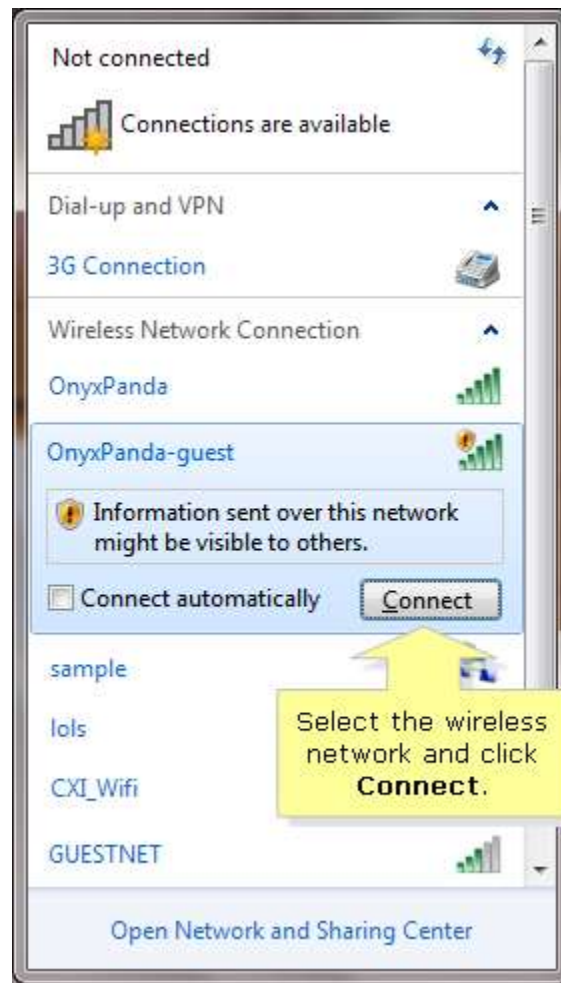 Not connected
Connections are available
Dial-up and VPN
3G Connection
Wireless Network Connection
OnyxPanda
OnyxPanda-guest
Information sent over this network
might be visible to others.
Connect automatically
Connect
sample
lols
CXI_Wifi
GUESTNET
Select the wireless
network and click
Connect.
Open Network and Sharing Center